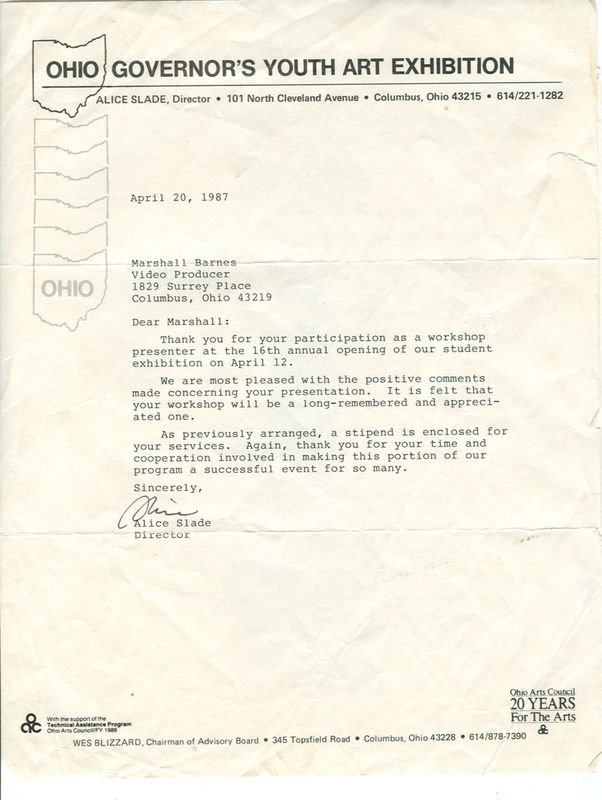 OHIO GOVERNOR'S YOUTH ART EXHIBITION
ALICE SLADE, Director • 101 North Cleveland Avenue • Columbus, Ohio 43215 • 614/221-1282
OHIO
April 20, 1987
Marshall Barnes
Video Producer
1829 Surrey Place
Columbus, Ohio 43219
Dear Marshall:
Thank you for your participation as a workshop
presenter at the 16th annual opening of our student
exhibition on April 12.
We are most pleased with the positive comments
made concerning your presentation. It is felt that
your workshop will be a long-remembered and appreci-
ated one.
As previously arranged, a stipend is enclosed for
your services. Again, thank you for your time and
cooperation involved in making this portion of our
program a successful event for so many.
Sincerely,
Alice
Alice Slade
Director
Ohio Arts Council
20 YEARS
For The Arts
With the support of the
Technical Assistance Program
Ohio Arts Council/FY 1986
WES BLIZZARD, Chairman of Advisory Board • 345 Topsfield Road • Columbus, Ohio 43228 • 614/878-7390